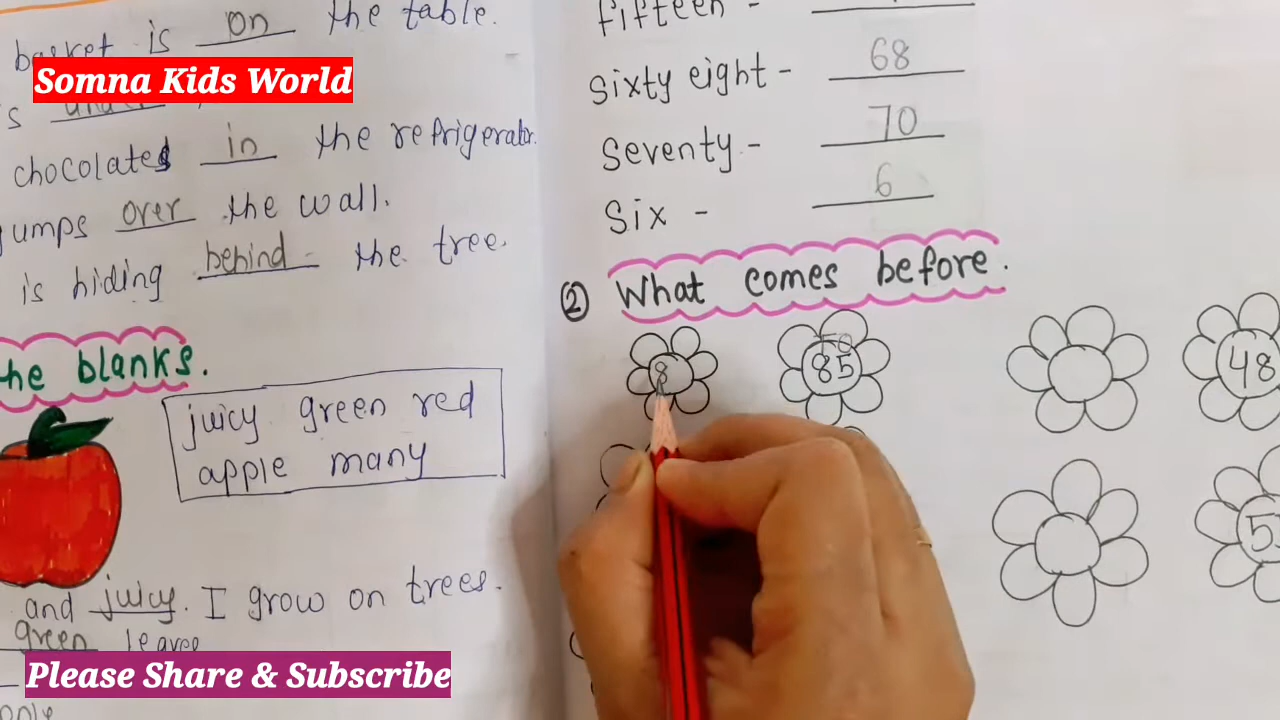 basket is on the table.
Somna Kids World
is under
chocolates in the refrigerator.
jumps over the wall.
is hiding behind the tree.
the blanks.
juicy green red
apple many
and juicy. I grow on trees.
green leaves
Please Share & Subscribe
fifteen -
sixty eight - 68
seventy - 70
Six - 6
② What comes before.
8 85 48